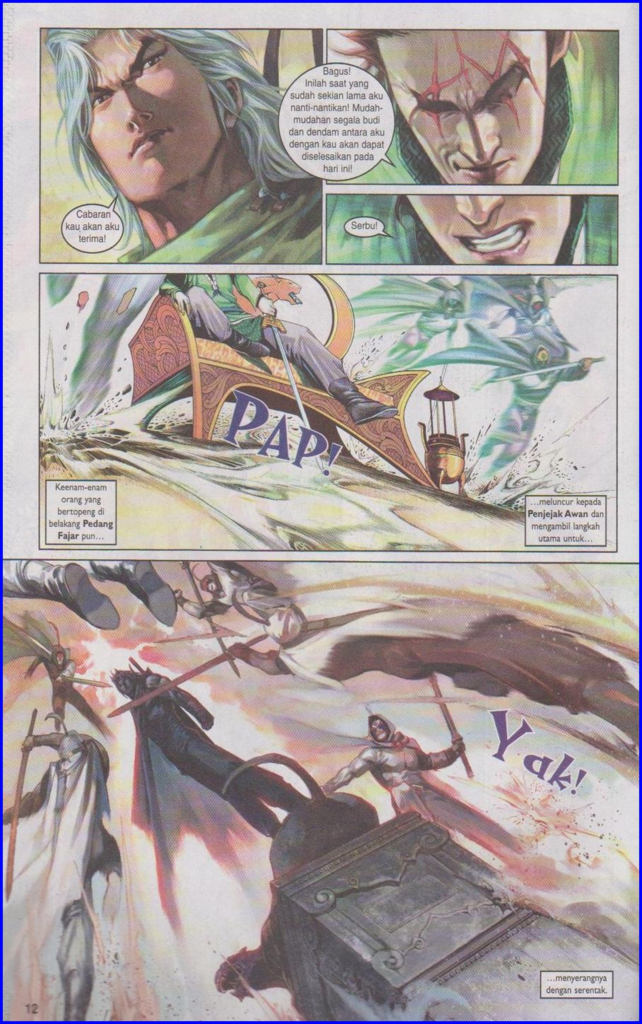 Cabaran
kau akan aku
terima!
Bagus!
Inilah saat yang
sudah sekian lama aku
nanti-nantikan! Mudah-
mudahan segala budi
dan dendam antara aku
dengan kau akan dapat
diselesaikan pada
hari ini!
Serbu!
PAP!
Keenam-enam
orang yang
bertopeng di
belakang Pedang
Fajar pun...
...meluncur kepada
Penjejak Awan dan
mengambil langkah
utama untuk...
Yak!
...menyerangnya
dengan serentak.
12